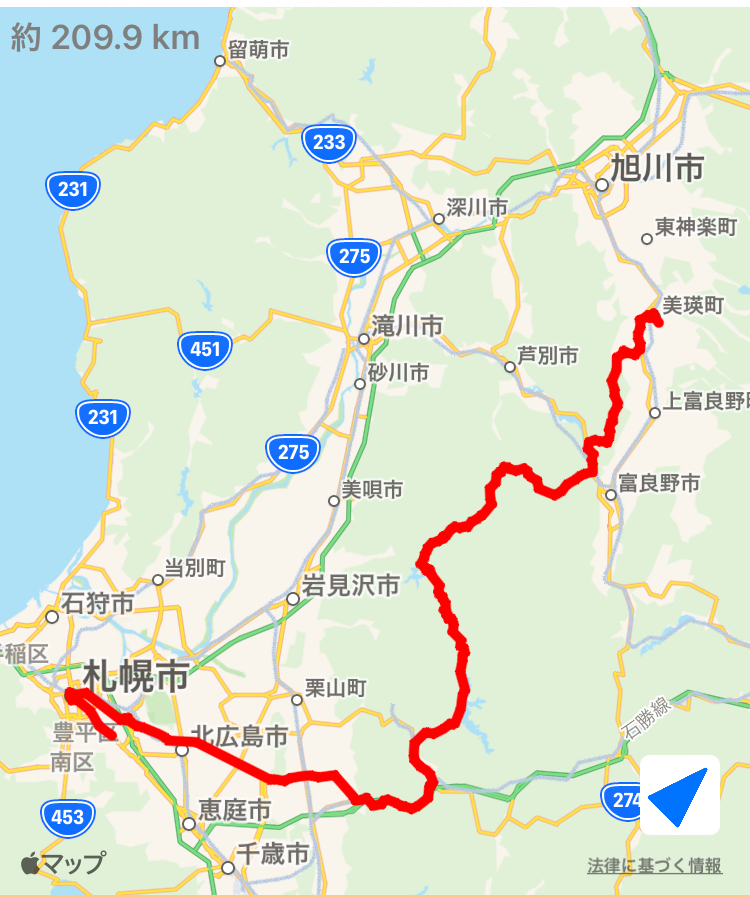 約 209.9 km
留萌市
233
旭川市
231
深川市
東神楽町
275
美瑛町
滝川市
451
芦別市
砂川市
上富良野町
231
275
富良野市
美唄市
当別町
岩見沢市
石狩市
手稲区
札幌市
栗山町
石勝線
豊平区
北広島市
南区
274
453
恵庭市
千歳市
マップ
法律に基づく情報